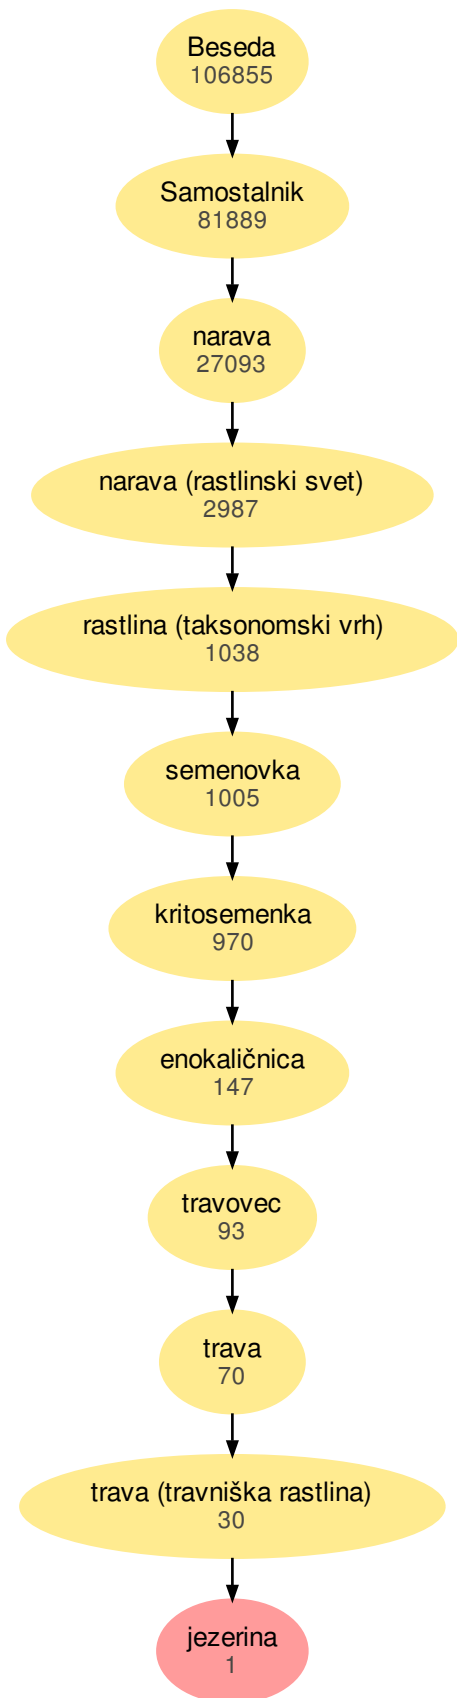 Beseda
106855
Samostalnik
81889
narava
27093
narava (rastlinski svet)
2987
rastlina (taksonomski vrh)
1038
semenovka
1005
kritosemenka
970
enokaličnica
147
travovec
93
trava
70
trava (travniška rastlina)
30
jezerina
1